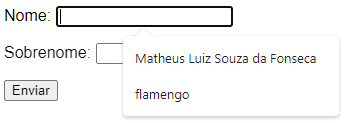 Nome:
Matheus Luiz Souza da Fonseca
Sobrenome:
flamengo
Enviar